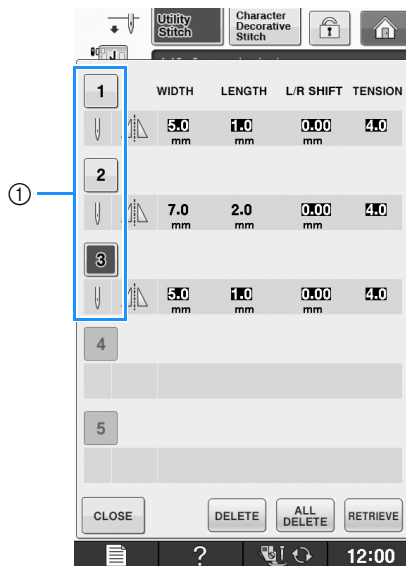 Utility Stitch
Character Decorative Stitch
J
1
WIDTH LENGTH L/R SHIFT TENSION
5.0 mm 1.0 mm 0.00 mm 4.0
2
7.0 mm 2.0 mm 0.00 mm 4.0
①
3
5.0 mm 1.0 mm 0.00 mm 4.0
4
5
CLOSE DELETE ALL DELETE RETRIEVE
? 12:00